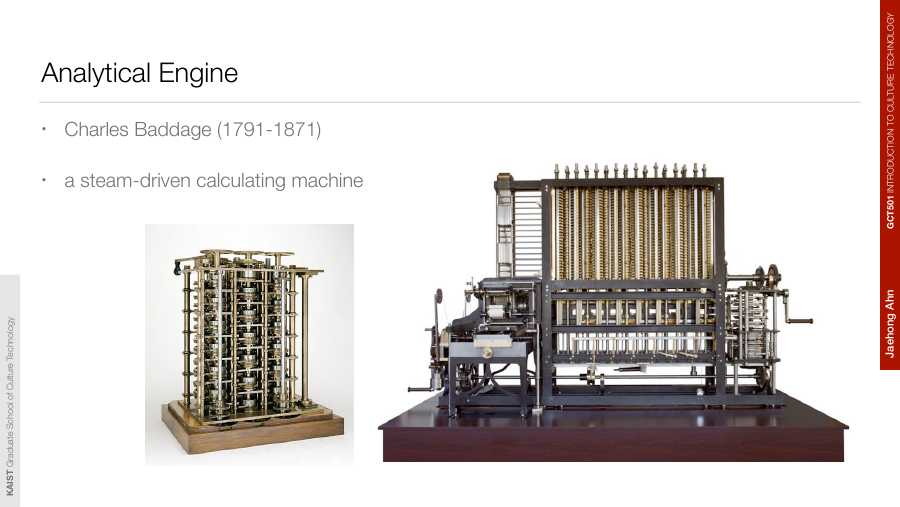 Analytical Engine
• Charles Baddage (1791-1871)
• a steam-driven calculating machine
GCT501 INTRODUCTION TO CULTURE TECHNOLOGY
Jaehong Ahn
KAIST Graduate School of Culture Technology